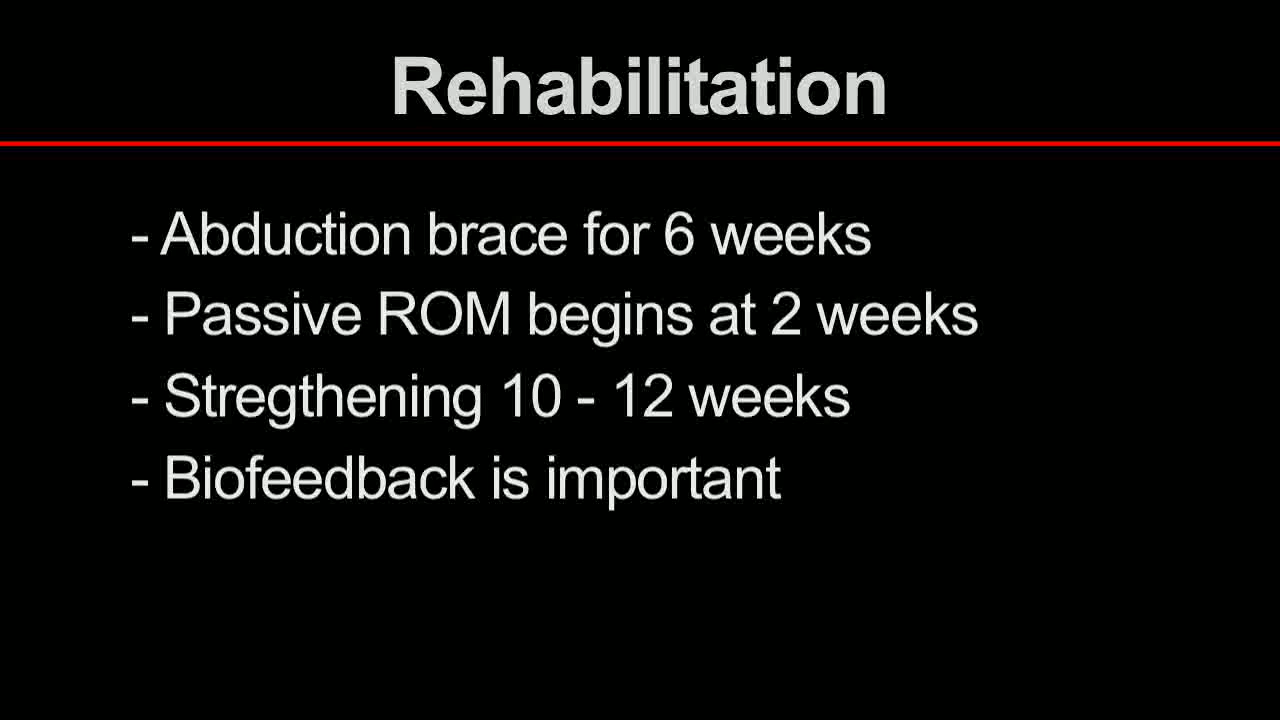 Rehabilitation
- Abduction brace for 6 weeks
- Passive ROM begins at 2 weeks
- Stregthening 10 - 12 weeks
- Biofeedback is important